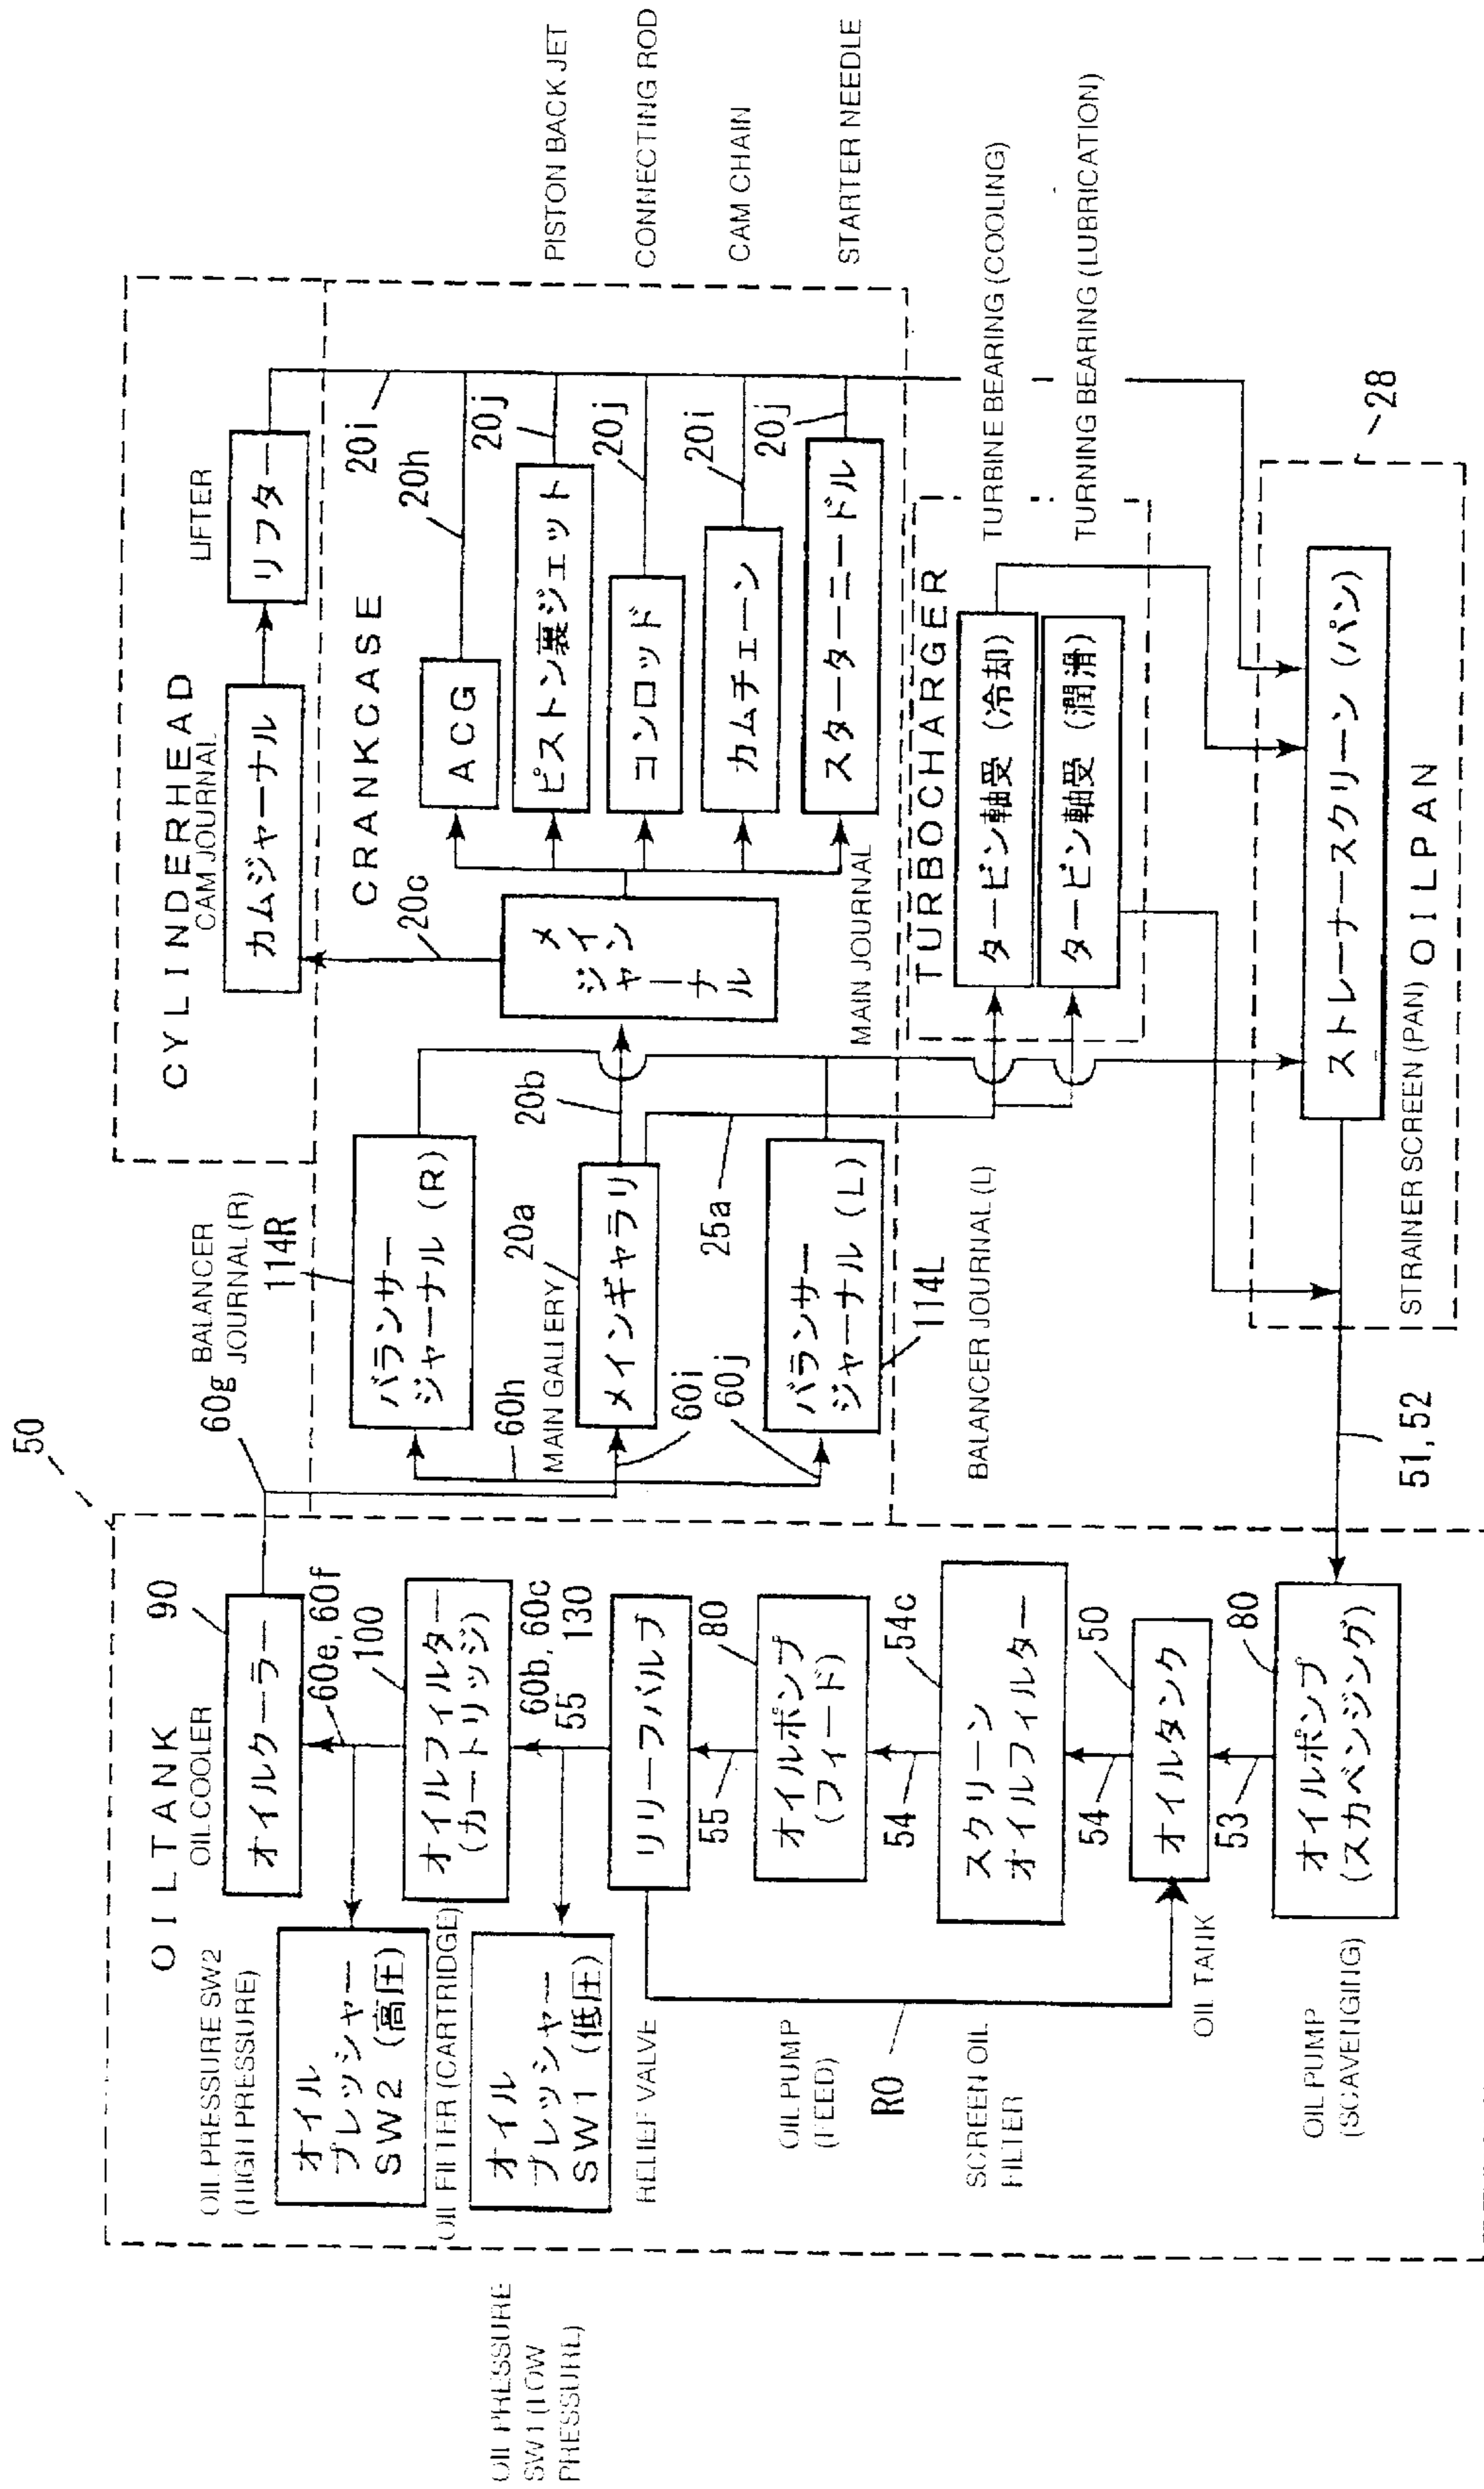 50
OILTANK
OIL COOLER
90
オイルクーラー
60e, 60f
OIL PRESSURE SW2
(HIGH PRESSURE)
オイル
プレッシャー
SW2（高圧）
100
オイルフィルター
（カートリッジ）
OIL FILTER (CARTRIDGE)
60b, 60c
55
130
オイル
プレッシャー
SW1（低圧）
OIL PRESSURE
SW1 (LOW
PRESSURE)
リリーフバルブ
RELIEF VALVE
55
80
オイルポンプ
（フィード）
OIL PUMP
(FEED)
R0
54
54c
スクリーン
オイルフィルター
SCREEN OIL
FILTER
54
50
オイルタンク
OIL TANK
53
80
オイルポンプ
（スカベンジング）
OIL PUMP
(SCAVENGING)
51, 52
60g
BALANCER
JOURNAL (R)
114R
バランサー
ジャーナル（R）
60h
MAIN GALLERY
20a
メインギャラリ
20b
60i
60j
25a
バランサー
ジャーナル（L）
114L
BALANCER JOURNAL (L)
CYLINDERHEAD
CAM JOURNAL
カムジャーナル
LIFTER
リフター
20c
20i
CRANKCASE
メイン
ジャーナル
MAIN JOURNAL
ACG
20h
ピストン裏ジェット
20j
PISTON BACK JET
コンロッド
20j
CONNECTING ROD
カムチェーン
20i
CAM CHAIN
スターターニードル
20j
STARTER NEEDLE
TURBOCHARGER
タービン軸受（冷却）
TURBINE BEARING (COOLING)
タービン軸受（潤滑）
TURNING BEARING (LUBRICATION)
28
ストレーナースクリーン（パン）
STRAINER SCREEN (PAN)
OILPAN